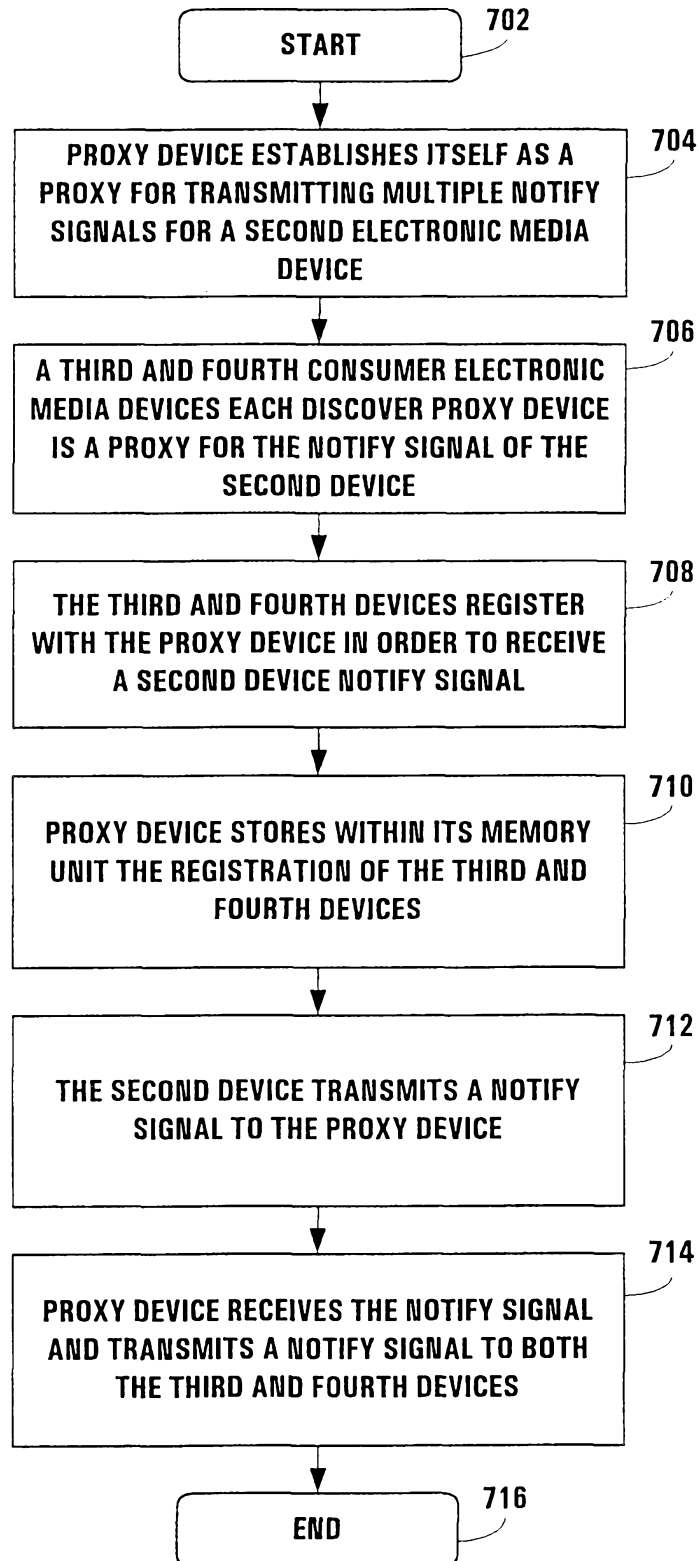 START
702
PROXY DEVICE ESTABLISHES ITSELF AS A
PROXY FOR TRANSMITTING MULTIPLE NOTIFY
SIGNALS FOR A SECOND ELECTRONIC MEDIA
DEVICE
704
A THIRD AND FOURTH CONSUMER ELECTRONIC
MEDIA DEVICES EACH DISCOVER PROXY DEVICE
IS A PROXY FOR THE NOTIFY SIGNAL OF THE
SECOND DEVICE
706
THE THIRD AND FOURTH DEVICES REGISTER
WITH THE PROXY DEVICE IN ORDER TO RECEIVE
A SECOND DEVICE NOTIFY SIGNAL
708
PROXY DEVICE STORES WITHIN ITS MEMORY
UNIT THE REGISTRATION OF THE THIRD AND
FOURTH DEVICES
710
THE SECOND DEVICE TRANSMITS A NOTIFY
SIGNAL TO THE PROXY DEVICE
712
PROXY DEVICE RECEIVES THE NOTIFY SIGNAL
AND TRANSMITS A NOTIFY SIGNAL TO BOTH
THE THIRD AND FOURTH DEVICES
714
END
716